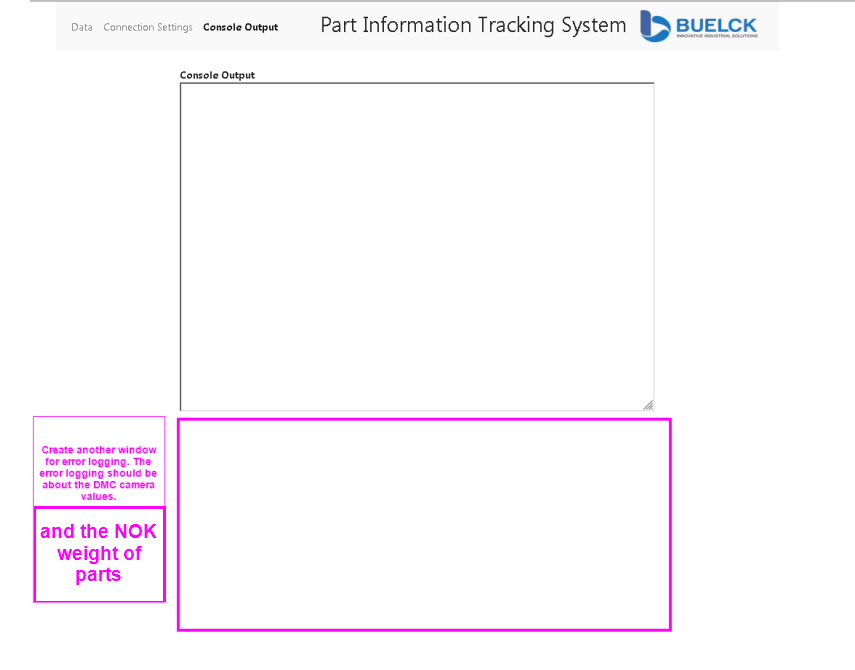 Data Connection Settings Console Output Part Information Tracking System BUELCK
INNOVATIVE INDUSTRIAL SOLUTIONS
Console Output
Create another window
for error logging. The
error logging should be
about the DMC camera
values.
and the NOK
weight of
parts